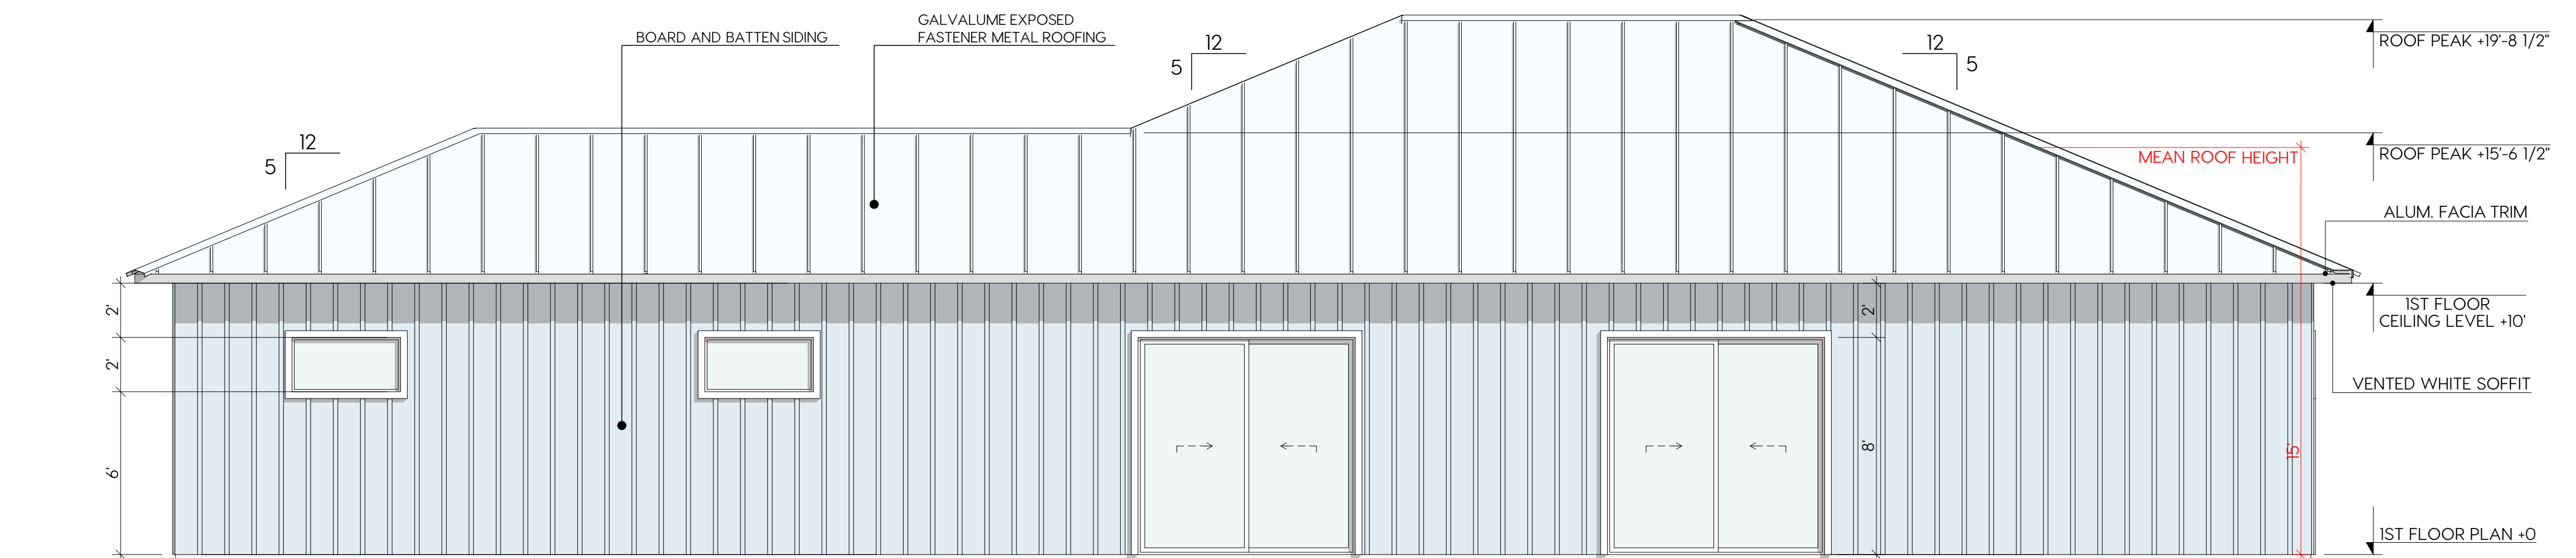 GALVALUME EXPOSED
FASTENER METAL ROOFING
BOARD AND BATTEN SIDING
12
5
12
5
12
5
ROOF PEAK +19'-8 1/2"
ROOF PEAK +15'-6 1/2"
MEAN ROOF HEIGHT
ALUM. FACIA TRIM
1ST FLOOR
CEILING LEVEL +10'
VENTED WHITE SOFFIT
2'
2'
6'
2'
8'
15'
1ST FLOOR PLAN +0